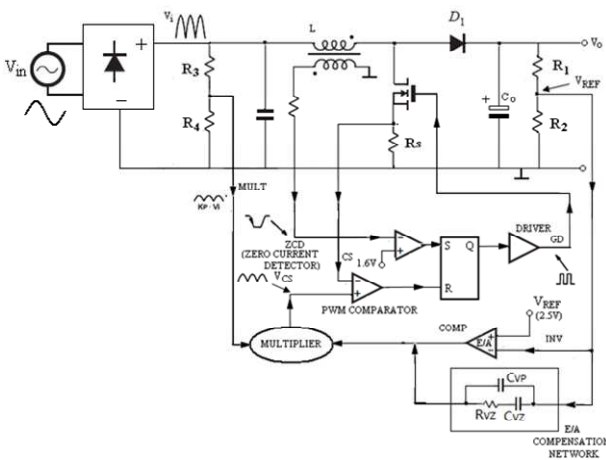 Vi
L
D1
Vo
Vin
+
−
R3
R1
VREF
+
Co
R4
Rs
R2
MULT
KP · Vi
ZCD
(ZERO CURRENT
DETECTOR)
VCS
CS
1.6V
−
+
S Q
R
DRIVER
GD
−
+
PWM COMPARATOR
VREF
(2.5V)
COMP
E/A
+
−
INV
MULTIPLIER
CVP
RVZ
CVZ
E/A
COMPENSATION
NETWORK